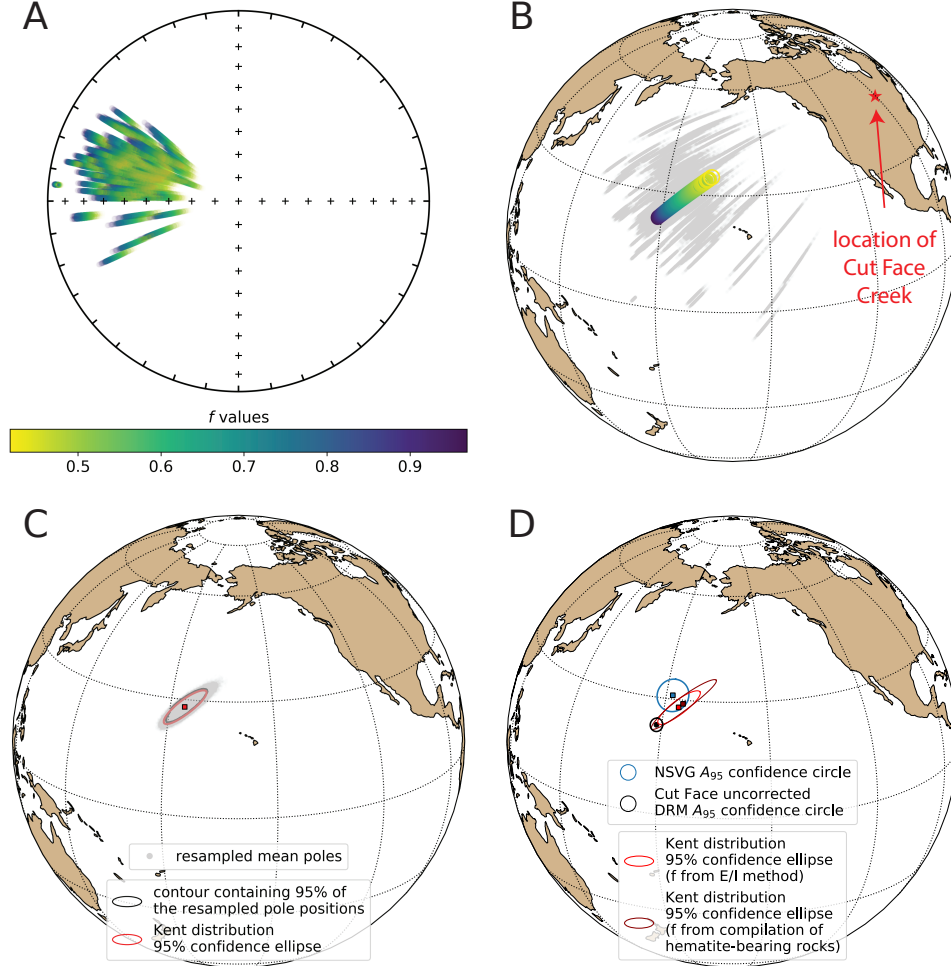 A
B
location of
Cut Face
Creek
f values
0.5 0.6 0.7 0.8 0.9
C
D
resampled mean poles
contour containing 95% of
the resampled pole positions
Kent distribution
95% confidence ellipse
NSVG A95 confidence circle
Cut Face uncorrected
DRM A95 confidence circle
Kent distribution
95% confidence ellipse
(f from E/I method)
Kent distribution
95% confidence ellipse
(f from compilation of
hematite-bearing rocks)